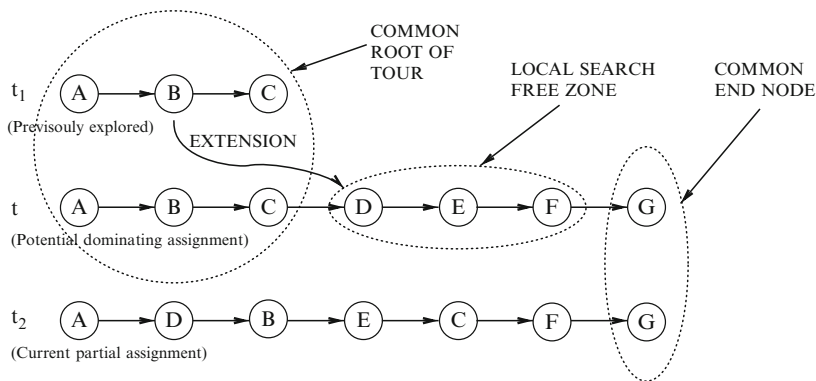 COMMON
ROOT OF
TOUR
LOCAL SEARCH
FREE ZONE
COMMON
END NODE
t1 A B C
(Previsouly explored)
EXTENSION
t A B C D E F G
(Potential dominating assignment)
t2 A D B E C F G
(Current partial assignment)